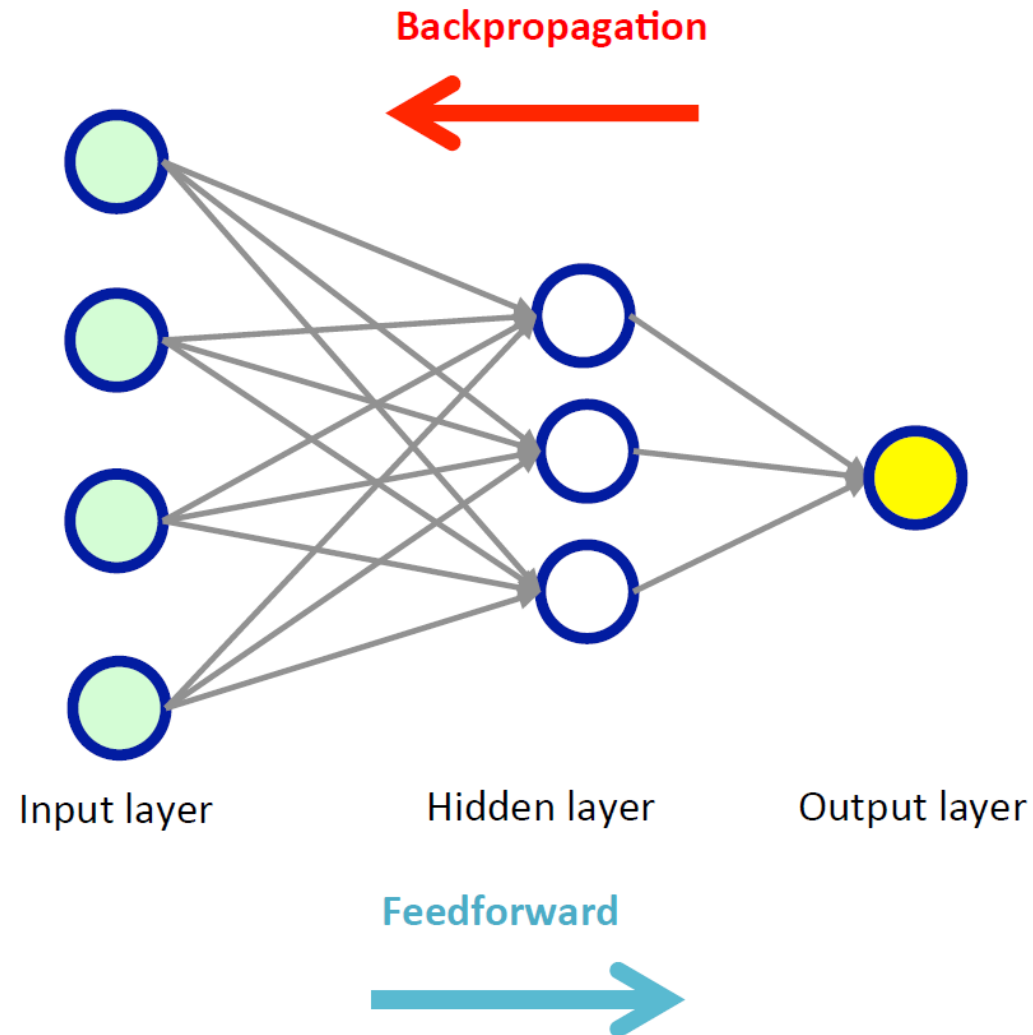 Backpropagation
Input layer
Hidden layer
Output layer
Feedforward